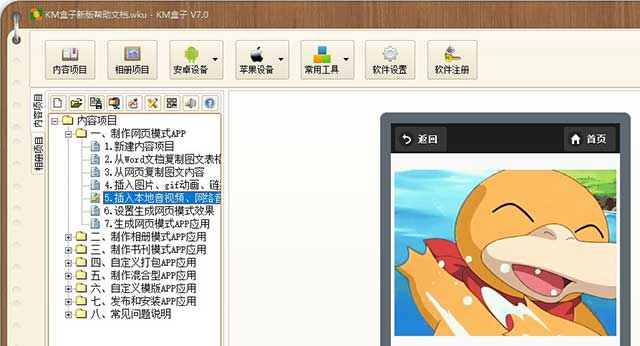 KM盒子新版帮助文档.wku - KM盒子 V7.0
内容项目 相册项目 安卓设备 苹果设备 常用工具 软件设置 软件注册
内容项目
相册项目
内容项目
一、制作网页模式APP
1.新建内容项目
2.从Word文档复制图文表格
3.从网页复制图文内容
4.插入图片、gif动画、链
5.插入本地音视频、网络音
6.设置生成网页模式效果
7.生成网页模式APP应用
二、制作相册模式APP应用
三、制作书刊模式APP应用
四、自定义打包APP应用
五、制作混合型APP应用
六、自定义模版APP应用
七、发布和安装APP应用
八、常见问题说明
返回 首页